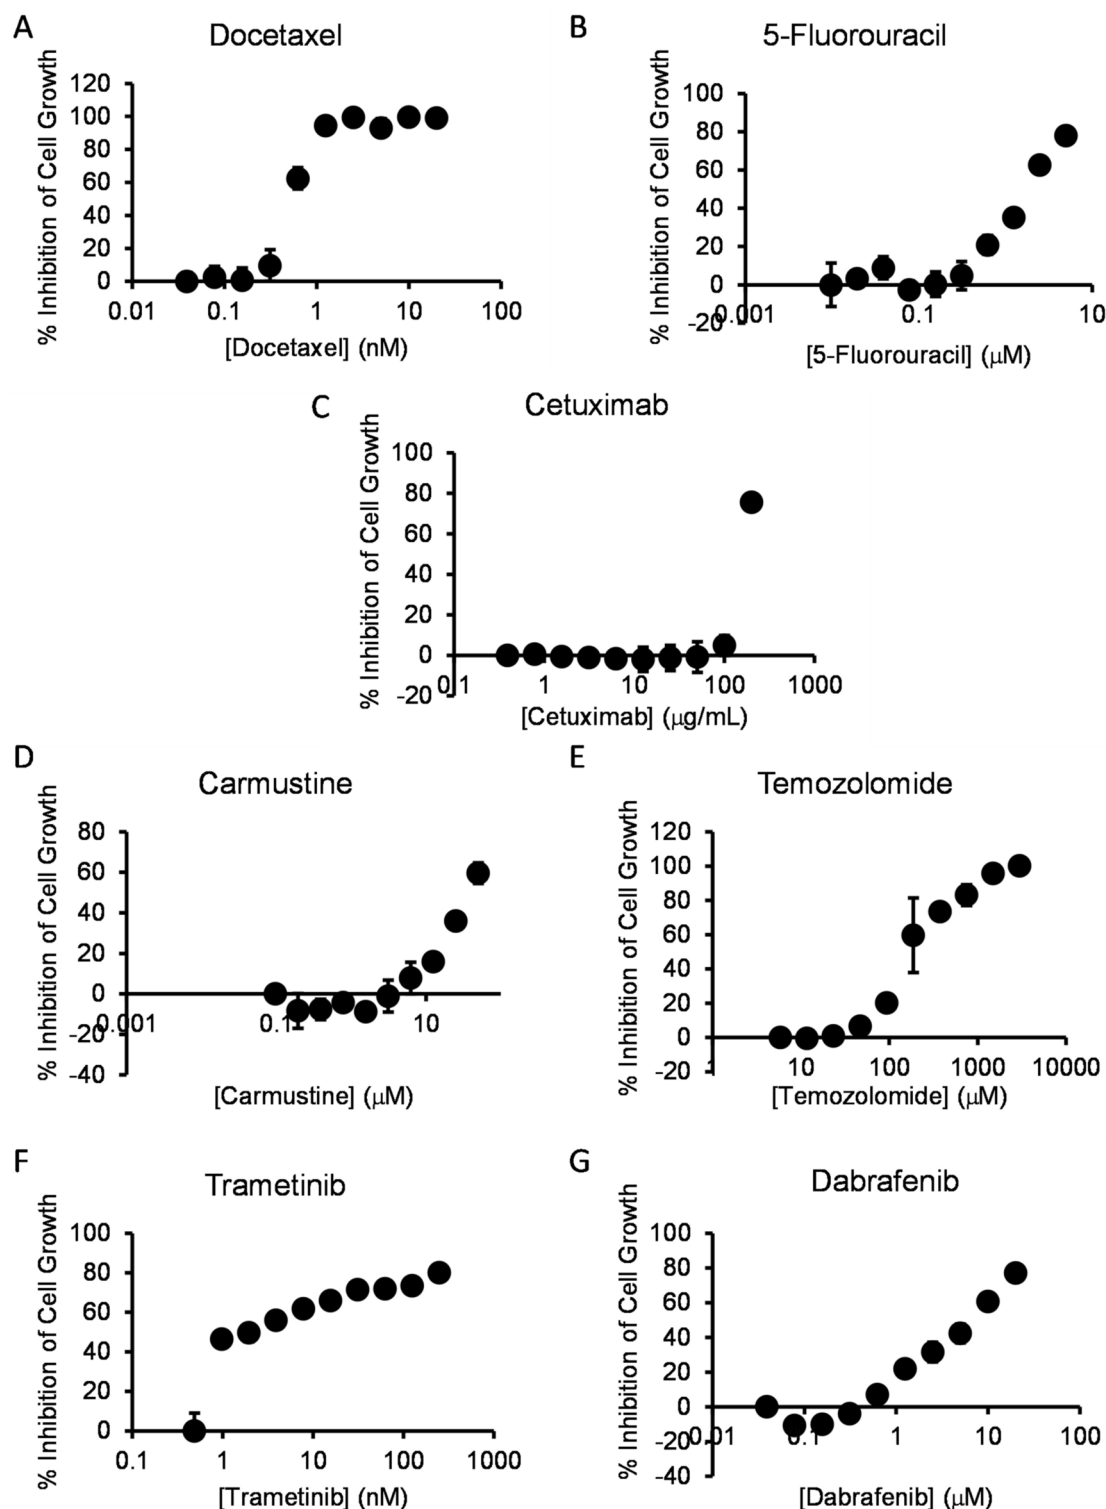 A
Docetaxel
% Inhibition of Cell Growth
120
100
80
60
40
20
0
0.01 0.1 1 10 100
[Docetaxel] (nM)
B
5-Fluorouracil
% Inhibition of Cell Growth
100
80
60
40
20
0
-20
0.001 0.1 10
[5-Fluorouracil] (μM)
C
Cetuximab
% Inhibition of Cell Growth
100
80
60
40
20
0
-20
0.1 1 10 100 1000
[Cetuximab] (μg/mL)
D
Carmustine
% Inhibition of Cell Growth
80
60
40
20
0
-20
-40
0.001 0.1 10
[Carmustine] (μM)
E
Temozolomide
% Inhibition of Cell Growth
120
100
80
60
40
20
0
-20
1 10 100 1000 10000
[Temozolomide] (μM)
F
Trametinib
% Inhibition of Cell Growth
100
80
60
40
20
0
0.1 1 10 100 1000
[Trametinib] (nM)
G
Dabrafenib
% Inhibition of Cell Growth
100
80
60
40
20
0
-20
-40
0.01 0.1 1 10 100
[Dabrafenib] (μM)